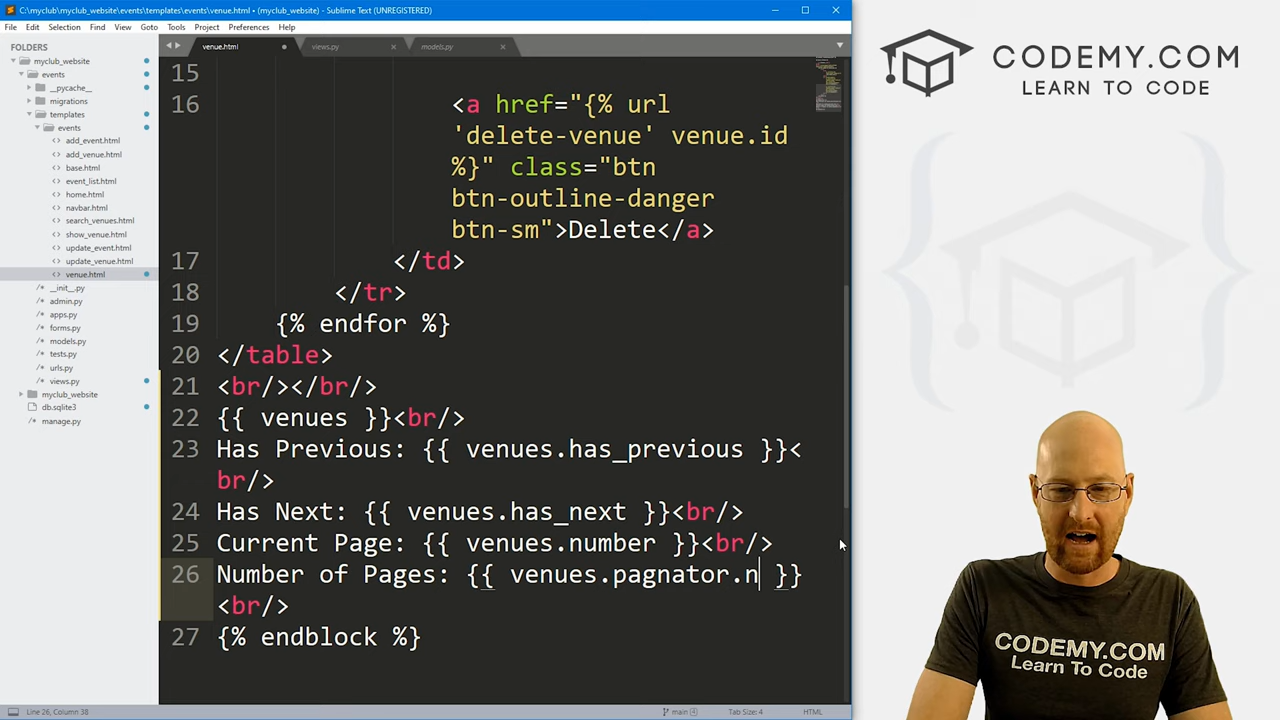 C:\myclub\myclub_website\events\templates\events\venue.html • (myclub_website) - Sublime Text (UNREGISTERED)
File Edit Selection Find View Goto Tools Project Preferences Help
FOLDERS
myclub_website
events
__pycache__
migrations
templates
events
add_event.html
add_venue.html
base.html
event_list.html
home.html
navbar.html
search_venues.html
show_venue.html
update_event.html
update_venue.html
venue.html
__init__.py
admin.py
apps.py
forms.py
models.py
tests.py
urls.py
views.py
myclub_website
db.sqlite3
manage.py
venue.html views.py models.py
15
16 <a href="{% url
'delete-venue' venue.id
%}" class="btn
btn-outline-danger
btn-sm">Delete</a>
17 </td>
18 </tr>
19 {% endfor %}
20 </table>
21 <br/></br/>
22 {{ venues }}<br/>
23 Has Previous: {{ venues.has_previous }}<
br/>
24 Has Next: {{ venues.has_next }}<br/>
25 Current Page: {{ venues.number }}<br/>
26 Number of Pages: {{ venues.pagnator.n }}
<br/>
27 {% endblock %}
Line 26, Column 38
main 4
Tab Size: 4
HTML
CODEMY.COM
LEARN TO CODE
CODEMY.COM
Learn To Code